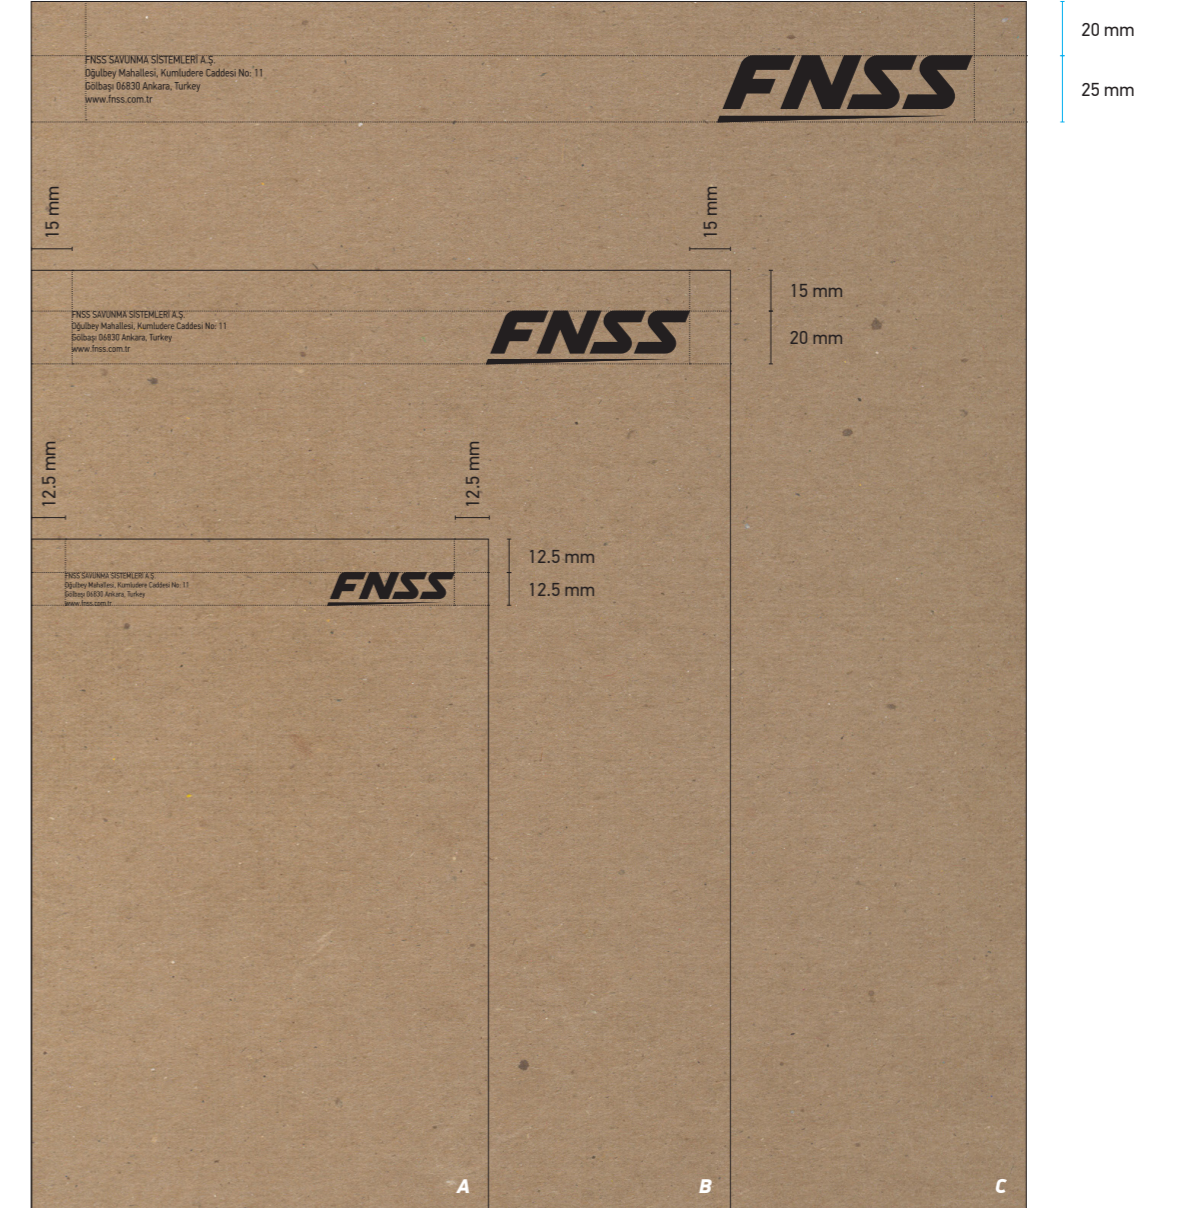 20 mm
FNSS SAVUNMA SİSTEMLERİ A.Ş.
Oğulbey Mahallesi, Kumludere Caddesi No: 11
Gölbaşı 06830 Ankara, Turkey
www.fnss.com.tr
FNSS
25 mm
15 mm
15 mm
15 mm
FNSS SAVUNMA SİSTEMLERİ A.Ş.
Oğulbey Mahallesi, Kumludere Caddesi No: 11
Gölbaşı 06830 Ankara, Turkey
www.fnss.com.tr
FNSS
20 mm
12.5 mm
12.5 mm
12.5 mm
FNSS SAVUNMA SİSTEMLERİ A.Ş.
Oğulbey Mahallesi, Kumludere Caddesi No: 11
Gölbaşı 06830 Ankara, Turkey
www.fnss.com.tr
FNSS
12.5 mm
A
B
C